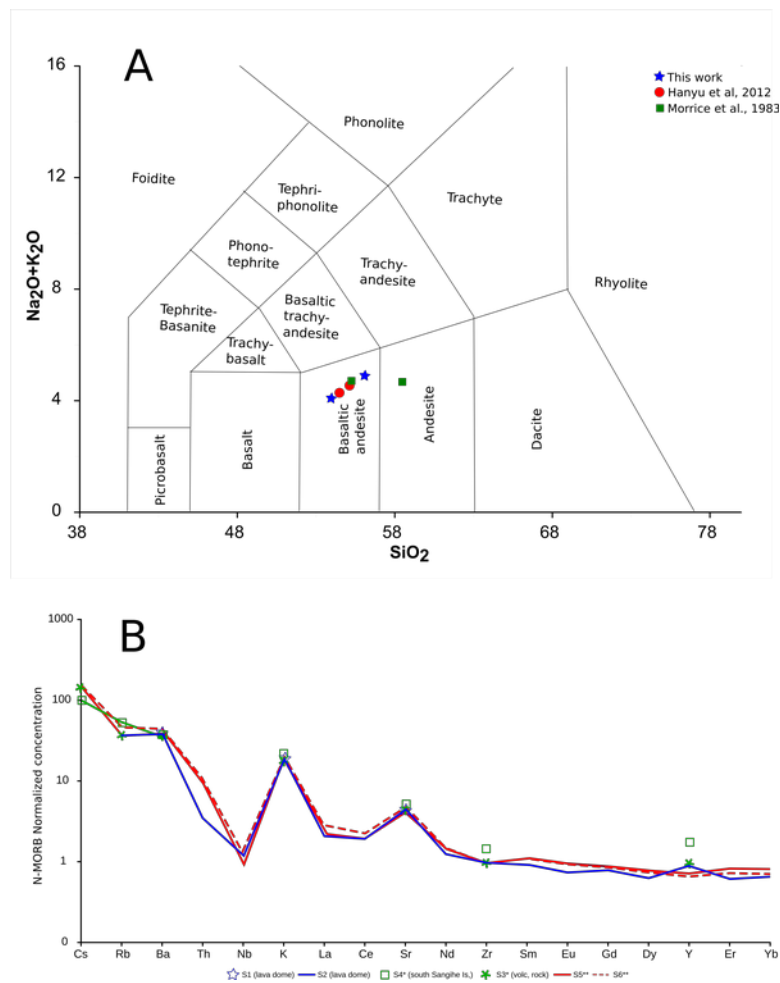 A
16
12
8
4
0
Na₂O+K₂O
This work
Hanyu et al, 2012
Morrice et al., 1983
Phonolite
Foidite
Tephri-
phonolite
Trachyte
Phono-
tephrite
Trachy-
andesite
Rhyolite
Tephrite-
Basanite
Basaltic
trachy-
andesite
Trachy-
basalt
Picrobasalt
Basalt
Basaltic
andesite
Andesite
Dacite
38 48 58 68 78
SiO₂
B
1000
100
10
1
0
N-MORB Normalized concentration
Cs Rb Ba Th Nb K La Ce Sr Nd Zr Sm Eu Gd Dy Y Er Yb
S1 (lava dome) S2 (lava dome) S4* (south Sangihe Is,) S3* (volc, rock) S5** S6**